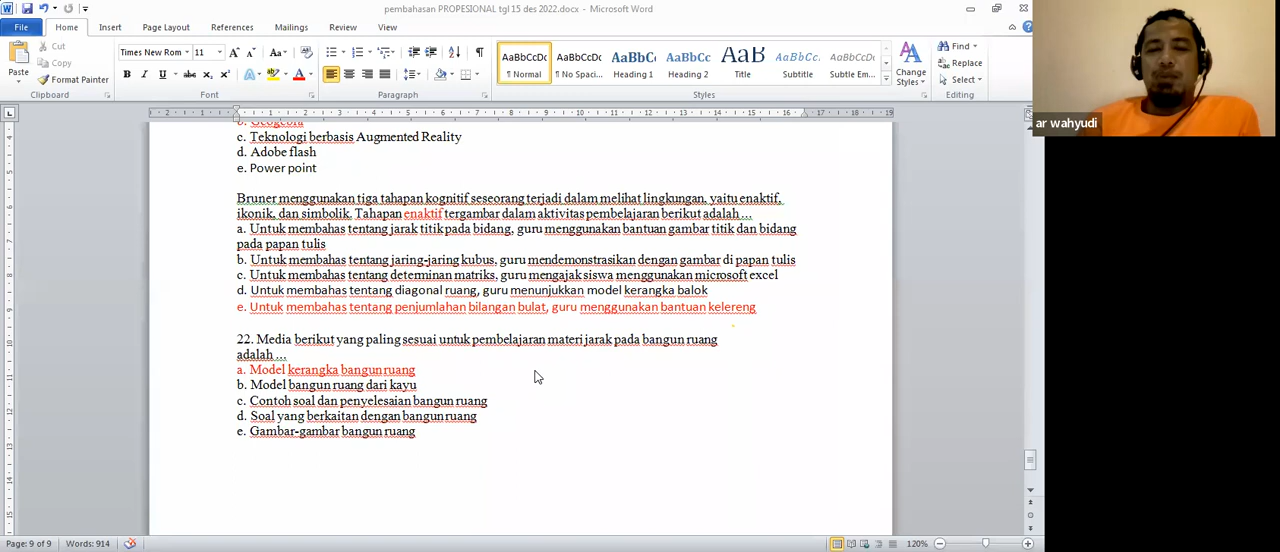 pembahasan PROPESIONAL tgl 15 des 2022.docx - Microsoft Word
File Home Insert Page Layout References Mailings Review View
Paste Cut Copy Format Painter Clipboard
Times New Rom 11 Font
Paragraph
AaBbCcDc AaBbCcDc AaBbCc AaBbCc AaB AaBbCcDc AaBbCcDc
Normal No Spaci... Heading 1 Heading 2 Title Subtitle Subtle Em... Change Styles Styles
Find Replace Select Editing
ar wahyudi
b. Geogebra
c. Teknologi berbasis Augmented Reality
d. Adobe flash
e. Power point
Bruner menggunakan tiga tahapan kognitif seseorang terjadi dalam melihat lingkungan, yaitu enaktif,
ikonik, dan simbolik. Tahapan enaktif tergambar dalam aktivitas pembelajaran berikut adalah ...
a. Untuk membahas tentang jarak titik pada bidang, guru menggunakan bantuan gambar titik dan bidang
pada papan tulis
b. Untuk membahas tentang jaring-jaring kubus, guru mendemonstrasikan dengan gambar di papan tulis
c. Untuk membahas tentang determinan matriks, guru mengajak siswa menggunakan microsoft excel
d. Untuk membahas tentang diagonal ruang, guru menunjukkan model kerangka balok
e. Untuk membahas tentang penjumlahan bilangan bulat, guru menggunakan bantuan kelereng
22. Media berikut yang paling sesuai untuk pembelajaran materi jarak pada bangun ruang
adalah ...
a. Model kerangka bangun ruang
b. Model bangun ruang dari kayu
c. Contoh soal dan penyelesaian bangun ruang
d. Soal yang berkaitan dengan bangun ruang
e. Gambar-gambar bangun ruang
Page: 9 of 9 Words: 914 120%